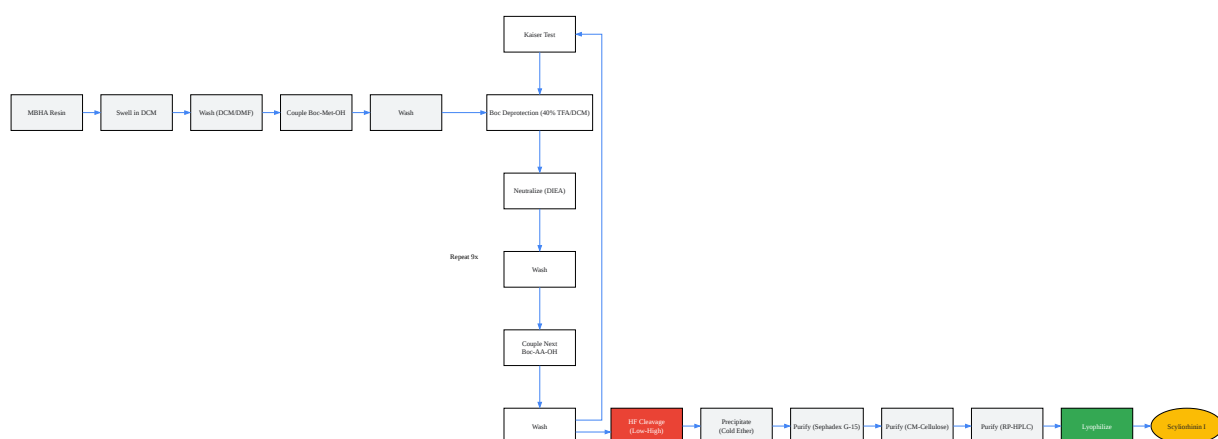 Kaiser Test
MBHA Resin
Swell in DCM
Wash (DCM/DMF)
Couple Boc-Met-OH
Wash
Boc Deprotection (40% TFA/DCM)
Neutralize (DIEA)
Repeat 9x
Wash
Couple Next
Boc-AA-OH
Wash
HF Cleavage
(Low-High)
Precipitate
(Cold Ether)
Purify (Sephadex G-15)
Purify (CM-Cellulose)
Purify (RP-HPLC)
Lyophilize
Scyliorhinin I